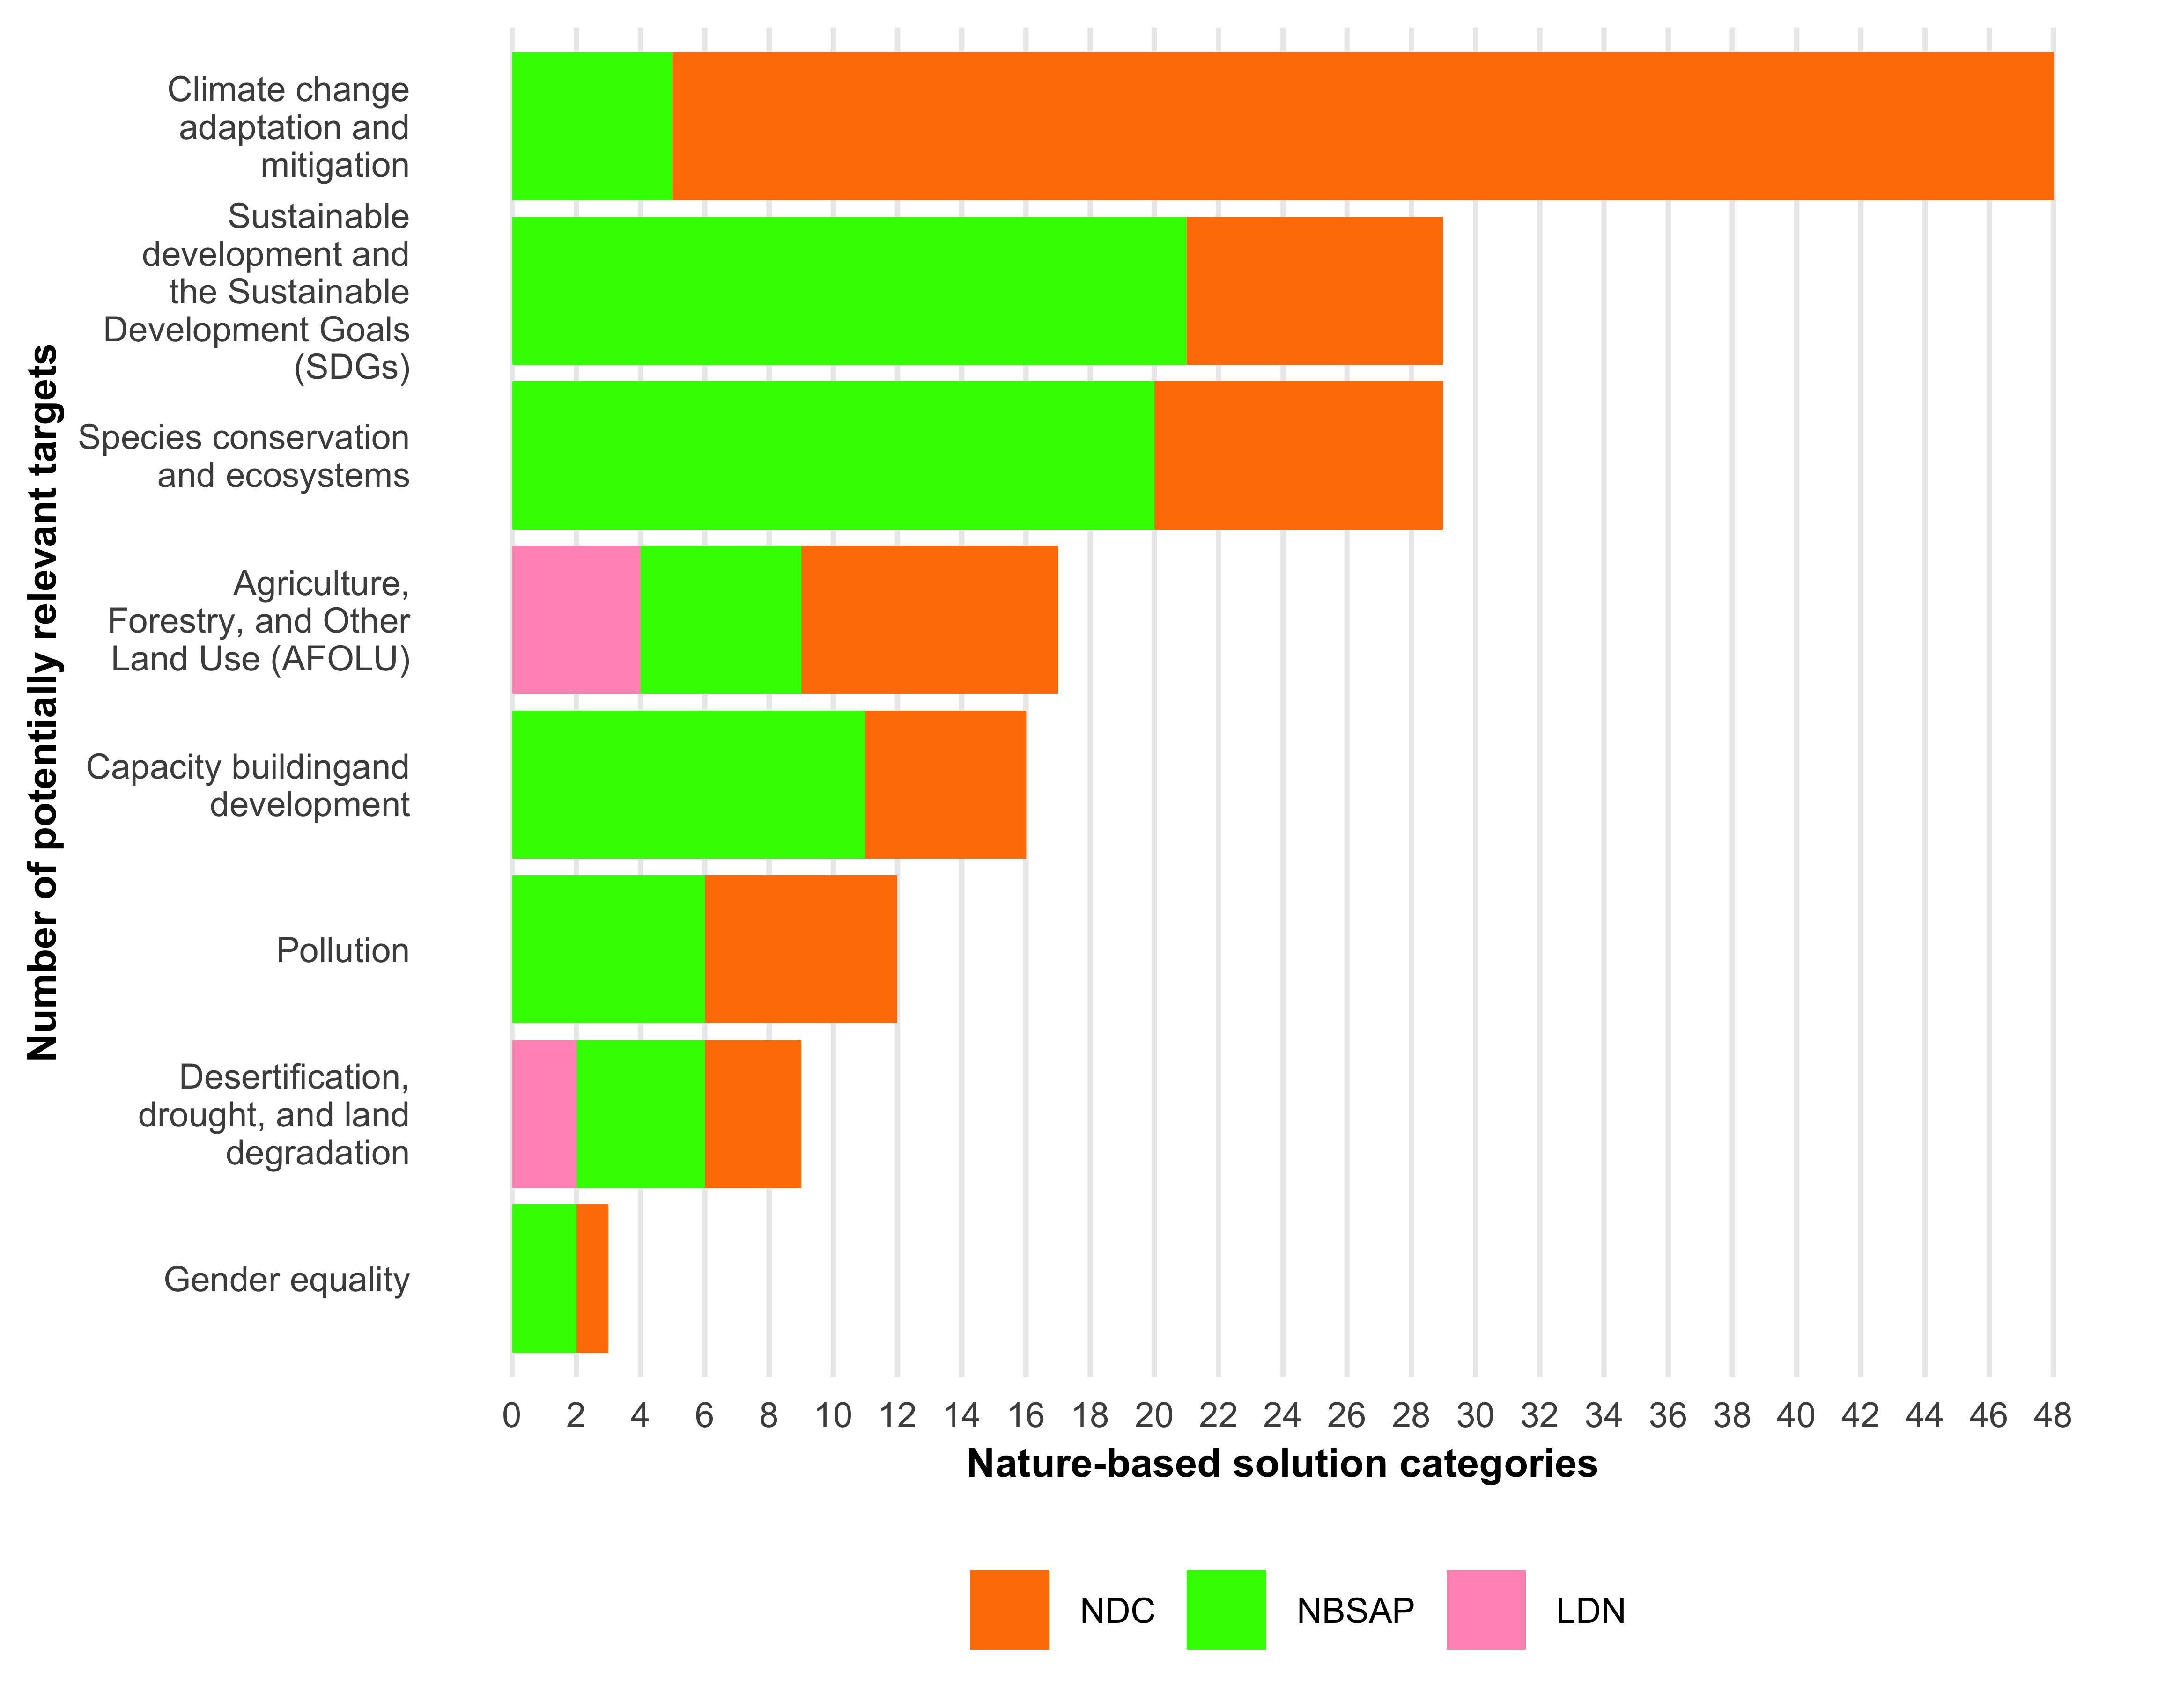 Climate change
adaptation and
mitigation
Sustainable
development and
the Sustainable
Development Goals
(SDGs)
Species conservation
and ecosystems
Agriculture,
Forestry, and Other
Land Use (AFOLU)
Capacity buildingand
development
Pollution
Desertification,
drought, and land
degradation
Gender equality
Number of potentially relevant targets
0 2 4 6 8 10 12 14 16 18 20 22 24 26 28 30 32 34 36 38 40 42 44 46 48
Nature-based solution categories
NDC NBSAP LDN